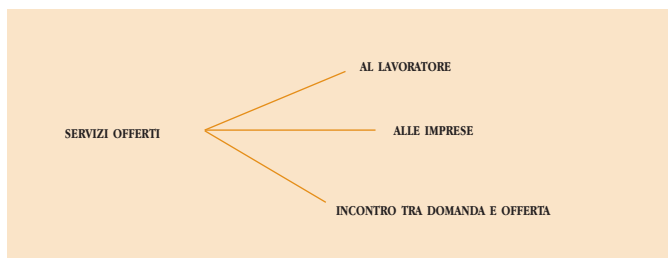 AL LAVORATORE
SERVIZI OFFERTI
ALLE IMPRESE
INCONTRO TRA DOMANDA E OFFERTA